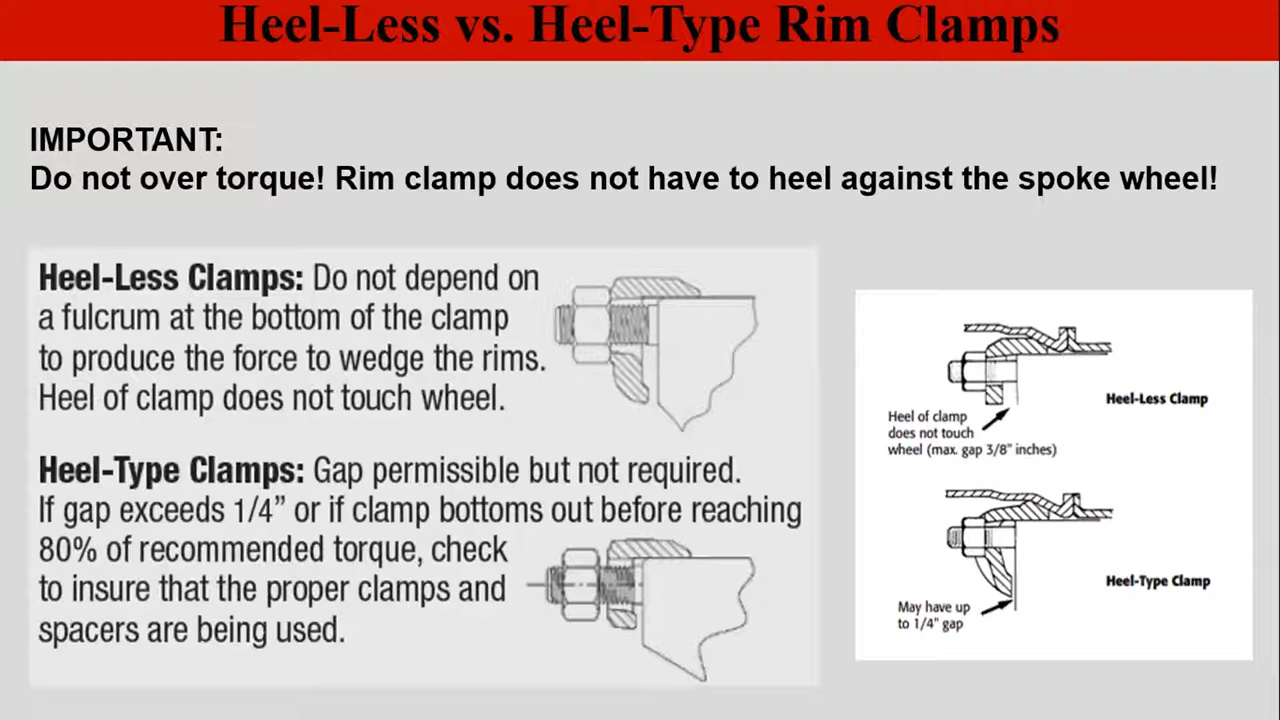 Heel-Less vs. Heel-Type Rim Clamps
IMPORTANT:
Do not over torque! Rim clamp does not have to heel against the spoke wheel!
Heel-Less Clamps: Do not depend on
a fulcrum at the bottom of the clamp
to produce the force to wedge the rims.
Heel of clamp does not touch wheel.
Heel-Type Clamps: Gap permissible but not required.
If gap exceeds 1/4” or if clamp bottoms out before reaching
80% of recommended torque, check
to insure that the proper clamps and
spacers are being used.
Heel-Less Clamp
Heel of clamp
does not touch
wheel (max. gap 3/8” inches)
Heel-Type Clamp
May have up
to 1/4” gap